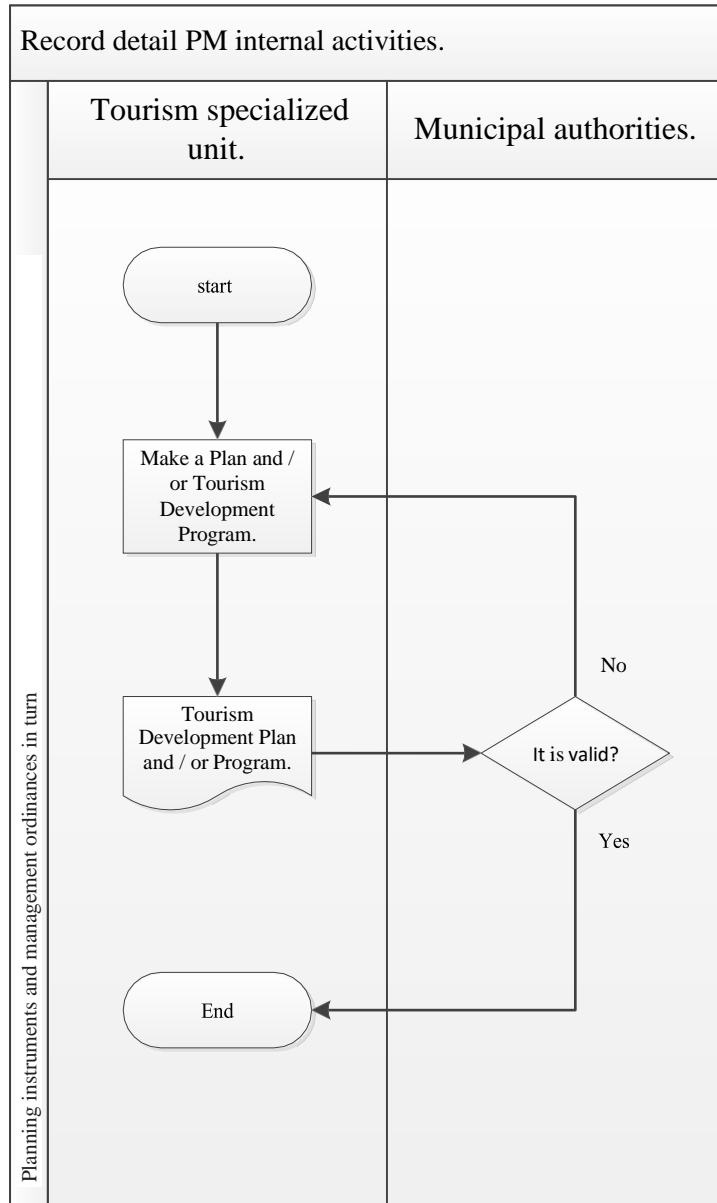 Record detail PM internal activities.
Tourism specialized
unit.
Municipal authorities.
Planning instruments and management ordinances in turn
start
Make a Plan and /
or Tourism
Development
Program.
No
Tourism
Development Plan
and / or Program.
It is valid?
Yes
End